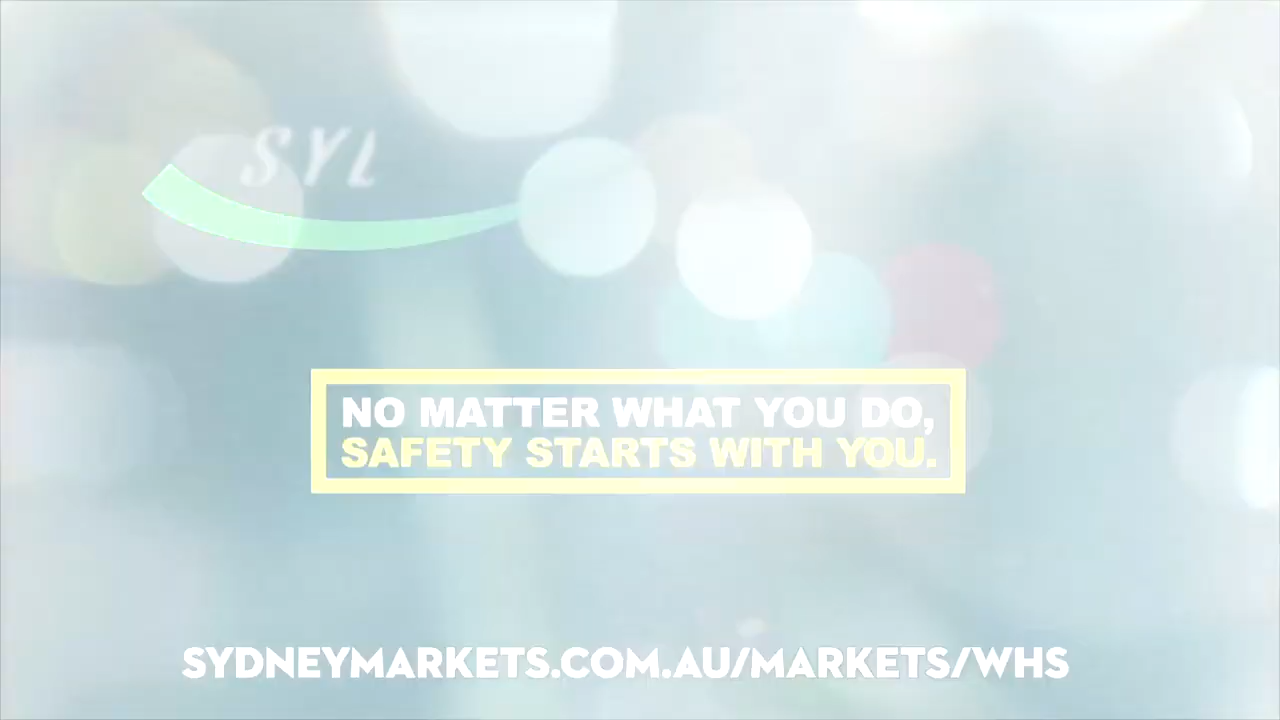 NO MATTER WHAT YOU DO,
SAFETY STARTS WITH YOU.
SYDNEYMARKETS.COM.AU/MARKETS/WHS